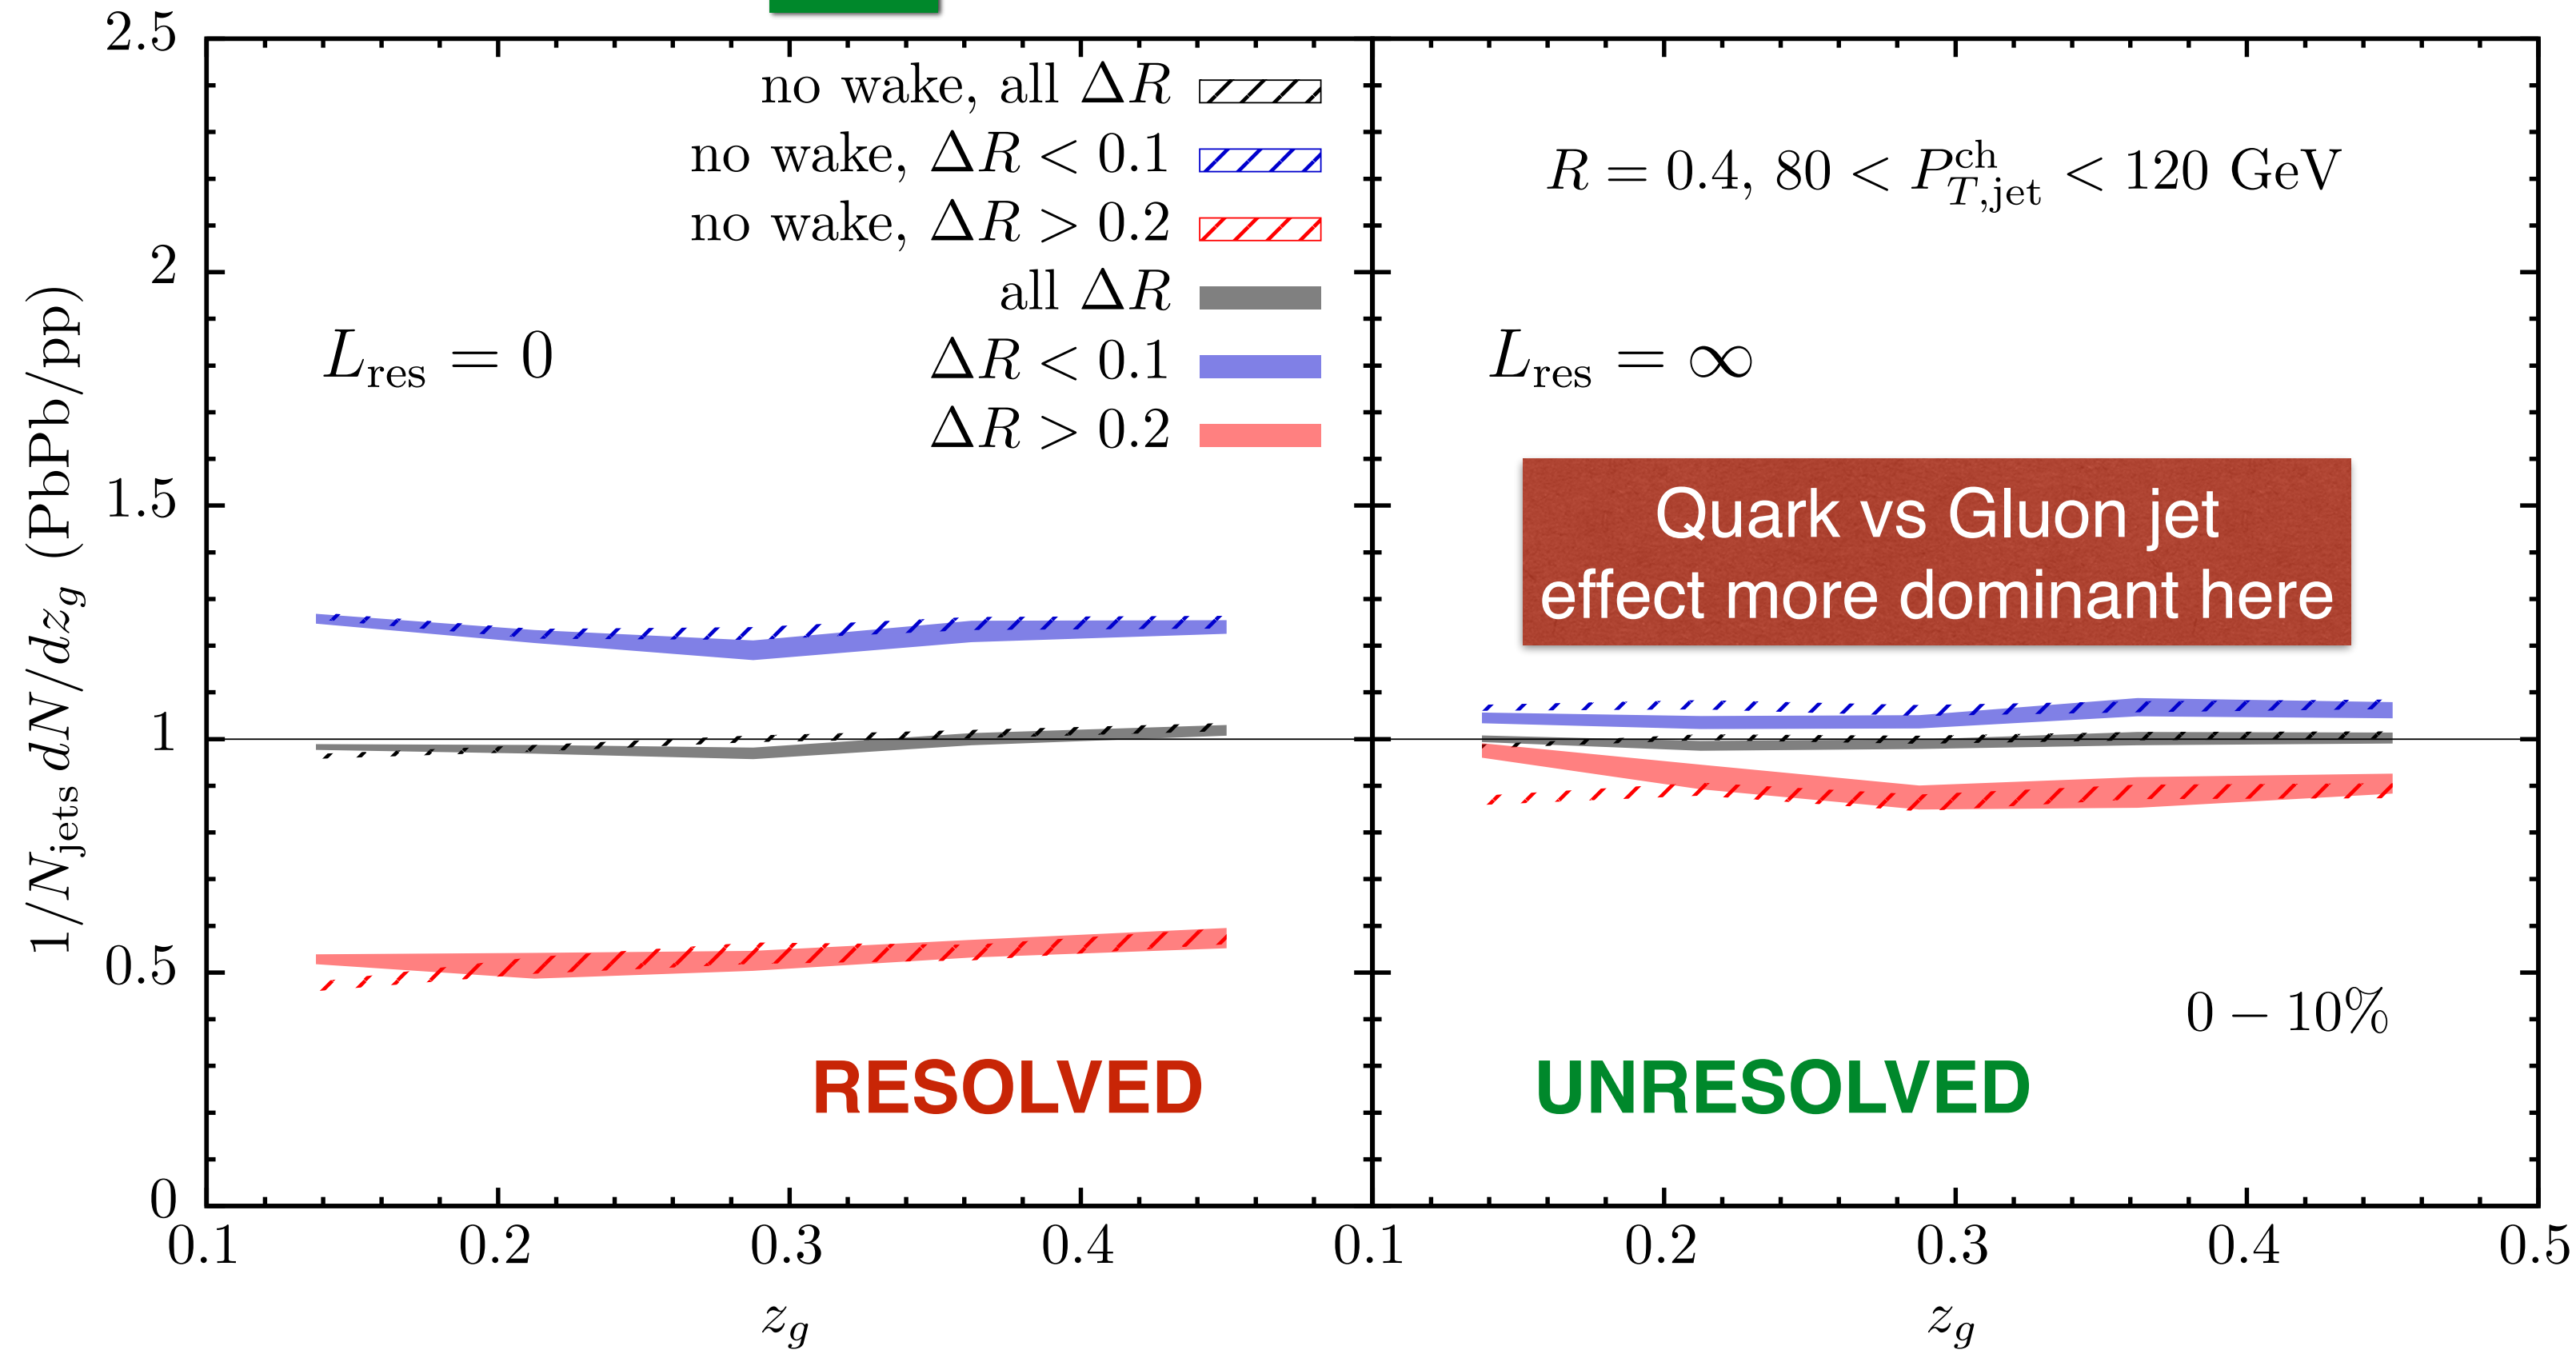 2.5
2
1.5
1
0.5
0
1/N_jets dN/dz_g (PbPb/pp)
no wake, all ΔR
no wake, ΔR < 0.1
no wake, ΔR > 0.2
all ΔR
ΔR < 0.1
ΔR > 0.2
L_res = 0
RESOLVED
R = 0.4, 80 < P^ch_T,jet < 120 GeV
L_res = ∞
Quark vs Gluon jet
effect more dominant here
0 − 10%
UNRESOLVED
0.1 0.2 0.3 0.4 0.1 0.2 0.3 0.4 0.5
z_g z_g